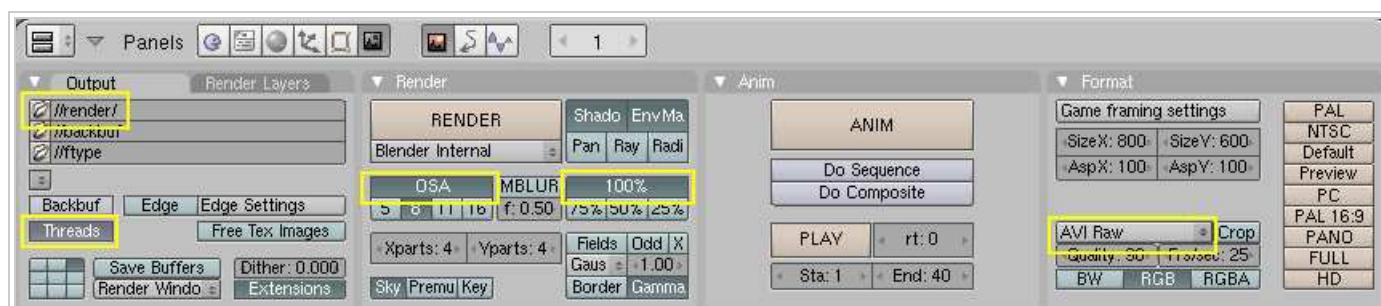 Panels 1
Output Render Layers
//render/
//backbuf
//ftype
Backbuf Edge Edge Settings
Threads Free Tex Images
Save Buffers Dither: 0.000
Render Windo Extensions
Render
RENDER Shado EnvMa
Blender Internal Pan Ray Radi
OSA MBLUR 100%
5 8 11 16 f: 0.50 75% 50% 25%
Xparts: 4 Yparts: 4 Fields Odd X
Gaus 1.00
Sky Premu Key Border Gamma
Anim
ANIM
Do Sequence
Do Composite
PLAY rt: 0
Sta: 1 End: 40
Format
Game framing settings
SizeX: 800 SizeY: 600
AspX: 100 AspY: 100
AVI Raw Crop
Quality: 90 Frs/sec: 25
BW RGB RGBA
PAL
NTSC
Default
Preview
PC
PAL 16:9
PANO
FULL
HD